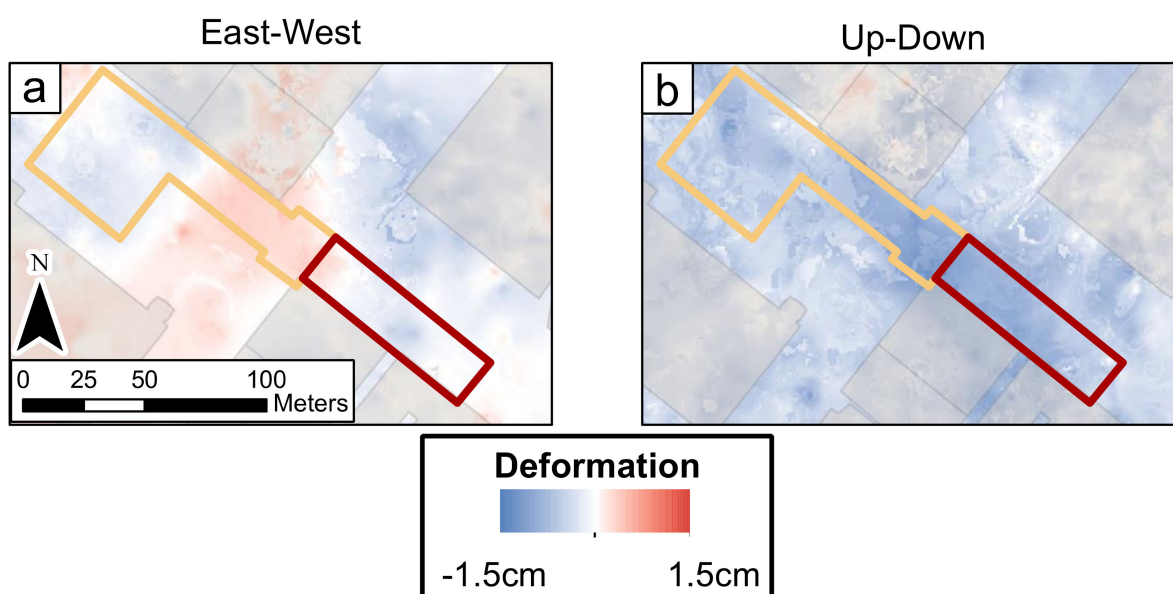 East-West
Up-Down
a
b
N
0 25 50 100
Meters
Deformation
-1.5cm 1.5cm